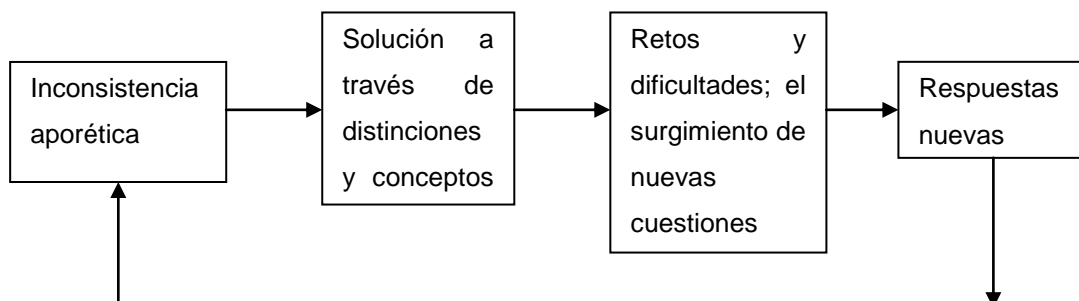 Inconsistencia
aporética
Solución a
través de
distinciones
y conceptos
Retos y
dificultades; el
surgimiento de
nuevas
cuestiones
Respuestas
nuevas